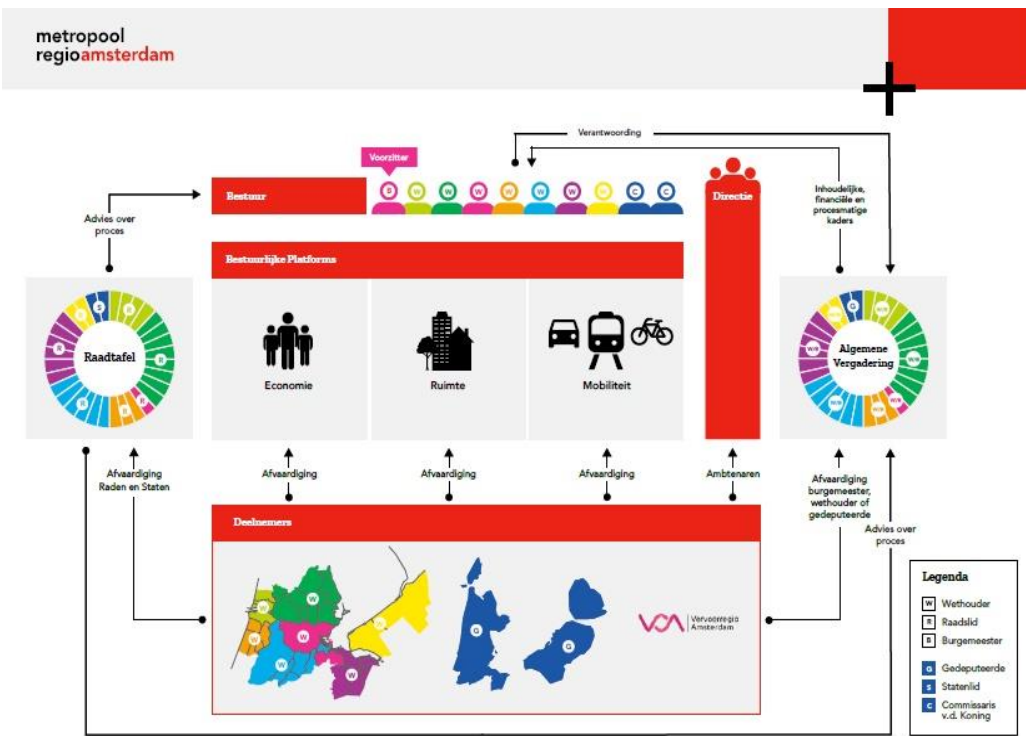 metropool
regioamsterdam
Verantwoording
Voorzitter
B W W W W W W W C C
Bestuur
Directie
Inhoudelijke,
financiële en
procesmatige
kaders
Advies over
proces
Bestuurlijke Platforms
S
R
R
R
R
R
R
R
Raadtafel
Economie
Ruimte
Mobiliteit
G
W/B
W/B
W/B
W/B
W/B
W/B
W/B
Algemene
Vergadering
Afvaardiging
Raden en Staten
Afvaardiging
Afvaardiging
Afvaardiging
Ambtenaren
Afvaardiging
burgemeester,
wethouder of
gedeputeerde
Advies over
proces
Deelnemers
W
W
W
W
W
W
G
G
Vervoerregio
Amsterdam
Legenda
W Wethouder
R Raadslid
B Burgemeester
G Gedeputeerde
S Statenlid
C Commissaris
v.d. Koning